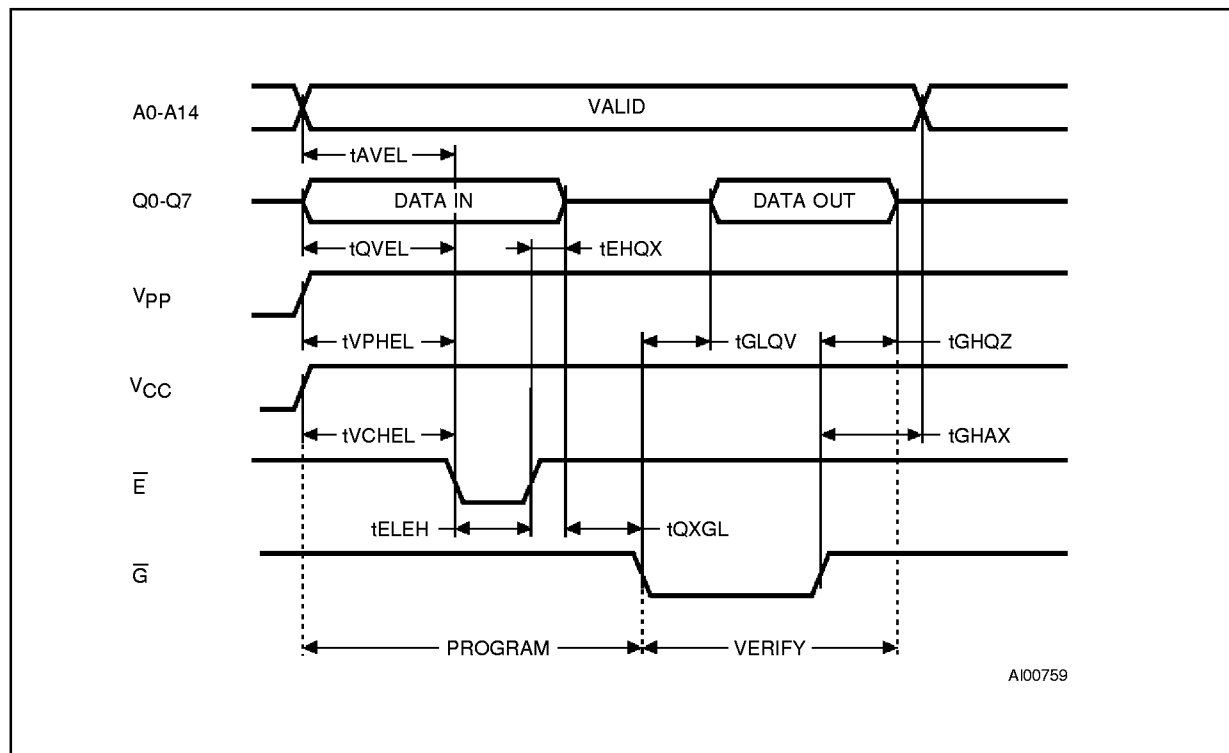 A0-A14
VALID
tAVEL
Q0-Q7
DATA IN
DATA OUT
tQVEL
tEHQX
VPP
tVPHEL
tGLQV
tGHQZ
VCC
tVCHEL
tGHAX
E̅
tELEH
tQXGL
G̅
PROGRAM
VERIFY
AI00759